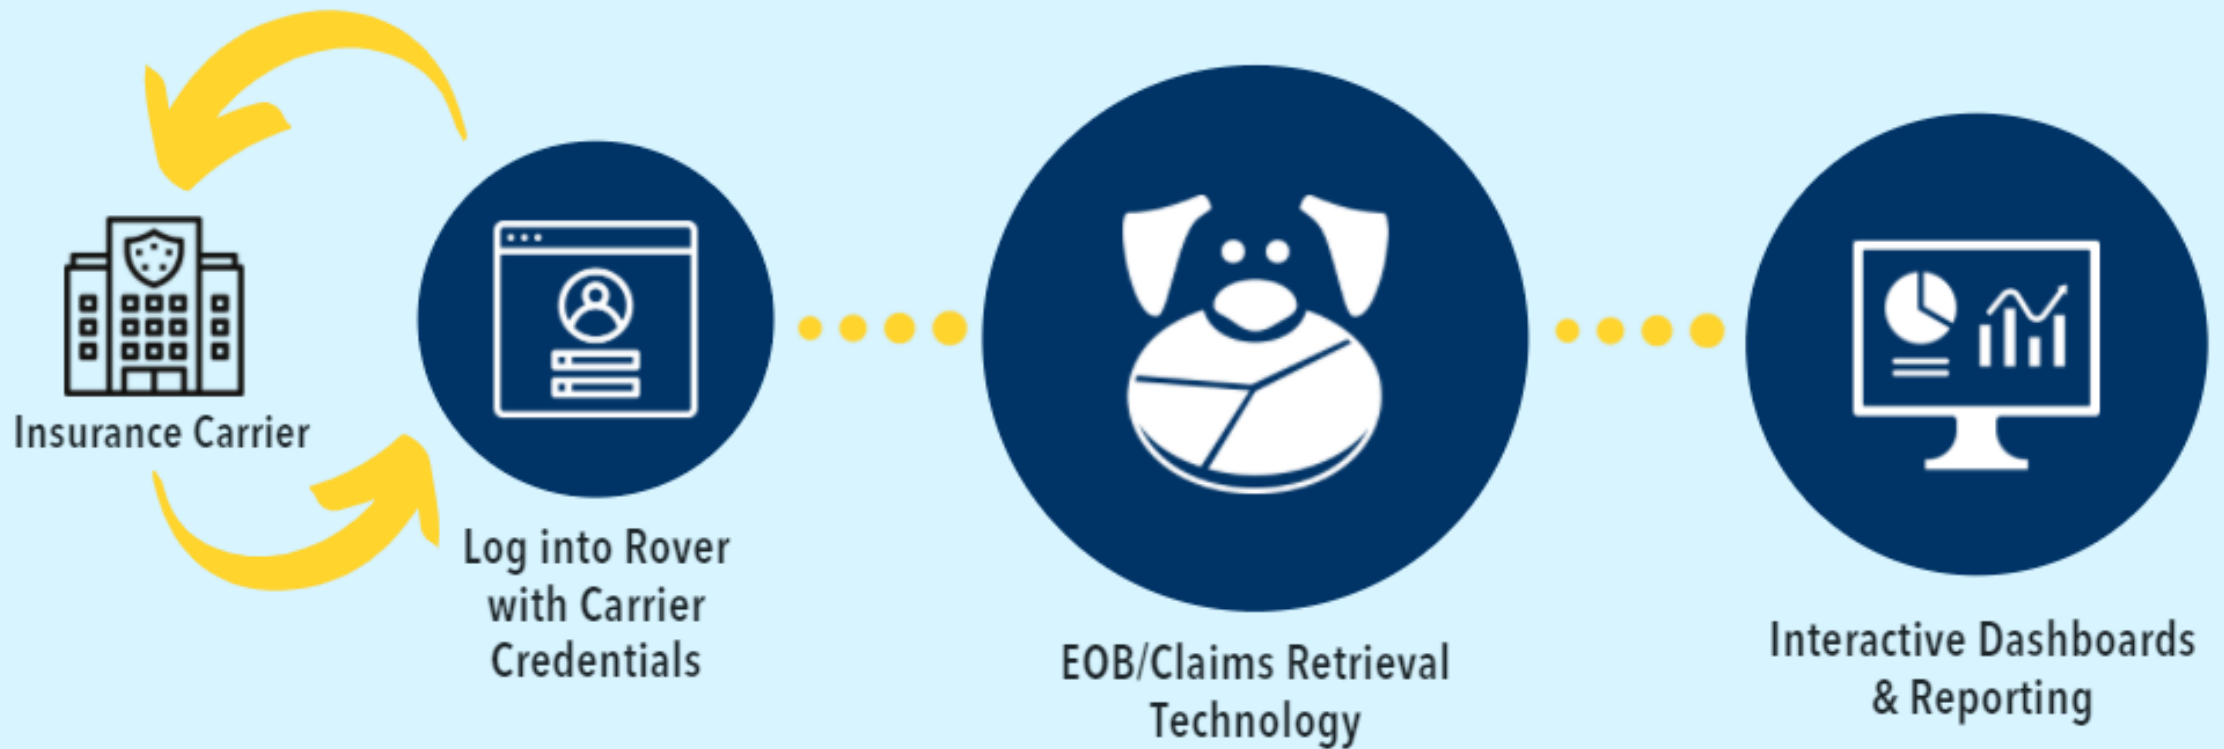 Insurance Carrier
Log into Rover
with Carrier
Credentials
EOB/Claims Retrieval
Technology
Interactive Dashboards
& Reporting